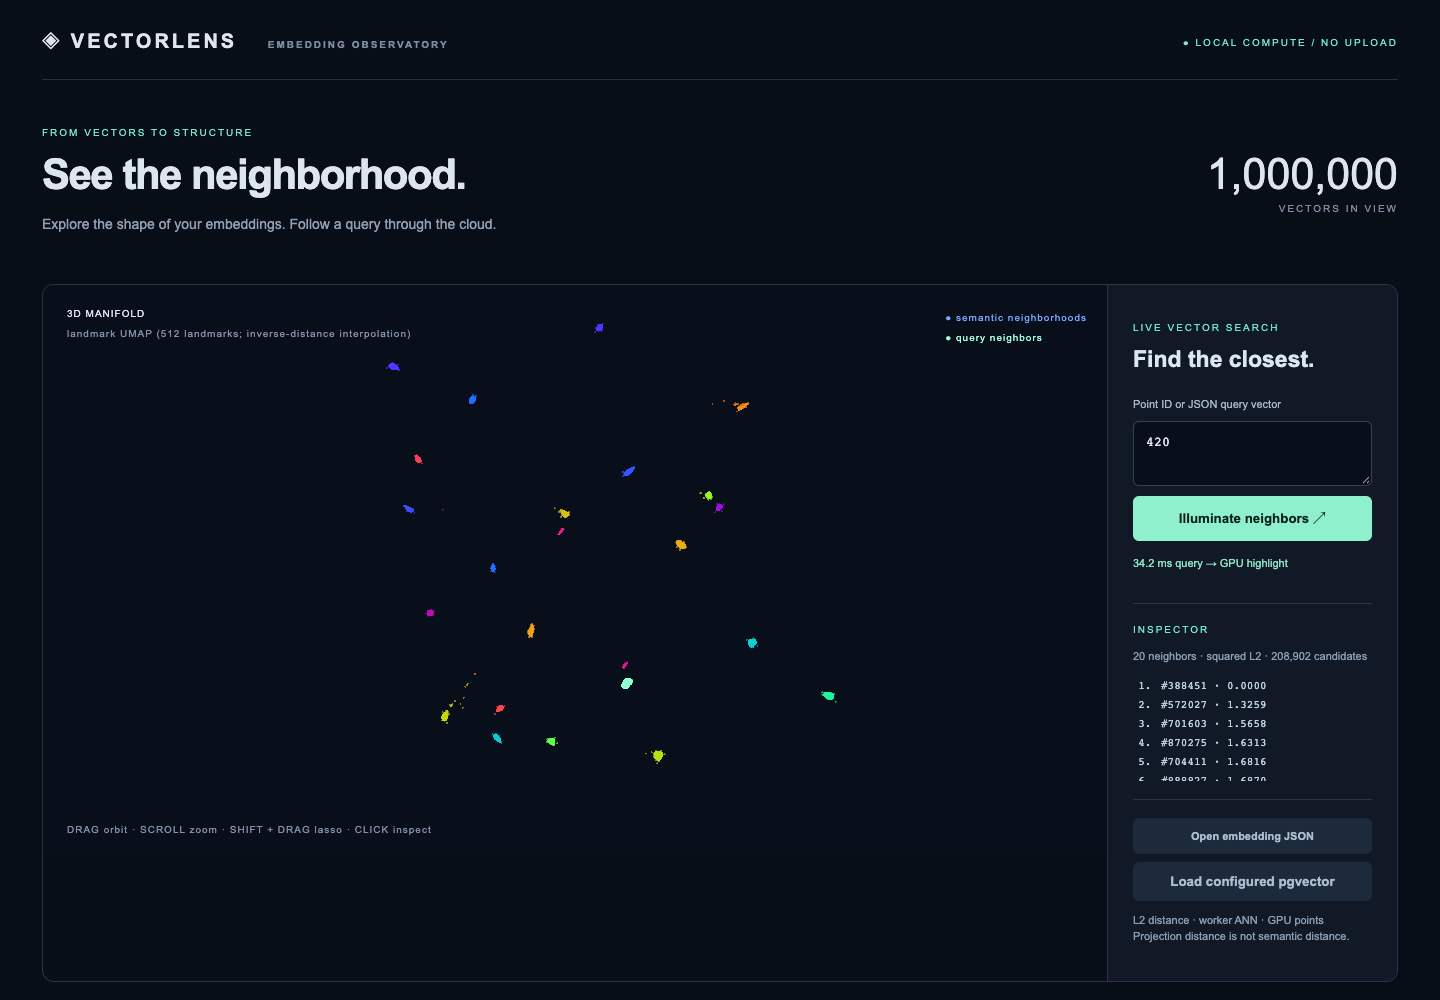 ◈ VECTORLENS
EMBEDDING OBSERVATORY
● LOCAL COMPUTE / NO UPLOAD
FROM VECTORS TO STRUCTURE
See the neighborhood.
Explore the shape of your embeddings. Follow a query through the cloud.
1,000,000
VECTORS IN VIEW
3D MANIFOLD
landmark UMAP (512 landmarks; inverse-distance interpolation)
● semantic neighborhoods
● query neighbors
DRAG orbit · SCROLL zoom · SHIFT + DRAG lasso · CLICK inspect
LIVE VECTOR SEARCH
Find the closest.
Point ID or JSON query vector
420
Illuminate neighbors ↗
34.2 ms query → GPU highlight
INSPECTOR
20 neighbors · squared L2 · 208,902 candidates
1. #388451 · 0.0000
2. #572027 · 1.3259
3. #701603 · 1.5658
4. #870275 · 1.6313
5. #704411 · 1.6816
Open embedding JSON
Load configured pgvector
L2 distance · worker ANN · GPU points
Projection distance is not semantic distance.